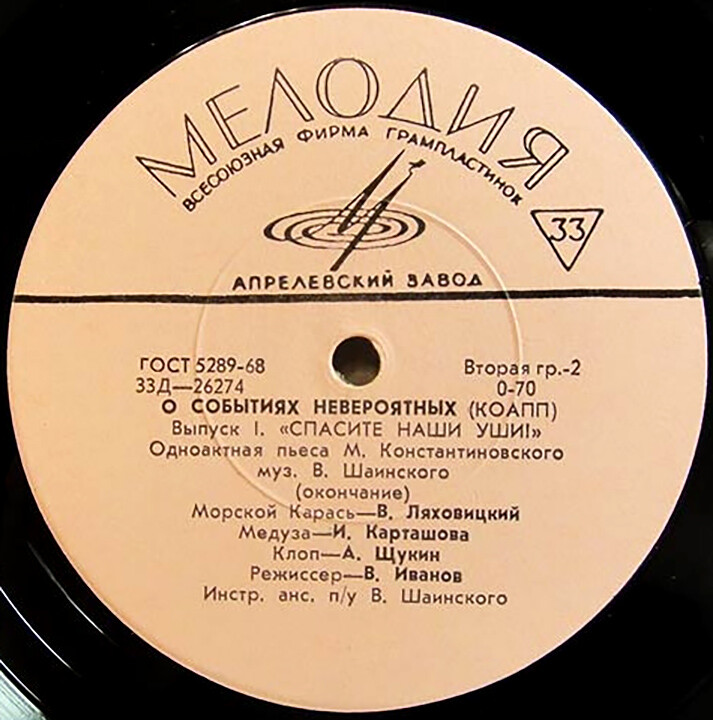 МЕЛОДИЯ
ВСЕСОЮЗНАЯ ФИРМА ГРАМПЛАСТИНОК
33
АПРЕЛЕВСКИЙ ЗАВОД
ГОСТ 5289-68 Вторая гр.-2
33Д—26274 0-70
О СОБЫТИЯХ НЕВЕРОЯТНЫХ (КОАПП)
Выпуск I. «СПАСИТЕ НАШИ УШИ!»
Одноактная пьеса М. Константиновского
муз. В. Шаинского
(окончание)
Морской Карась—В. Ляховицкий
Медуза—И. Карташова
Клоп—А. Щукин
Режиссер—В. Иванов
Инстр. анс. п/у В. Шаинского